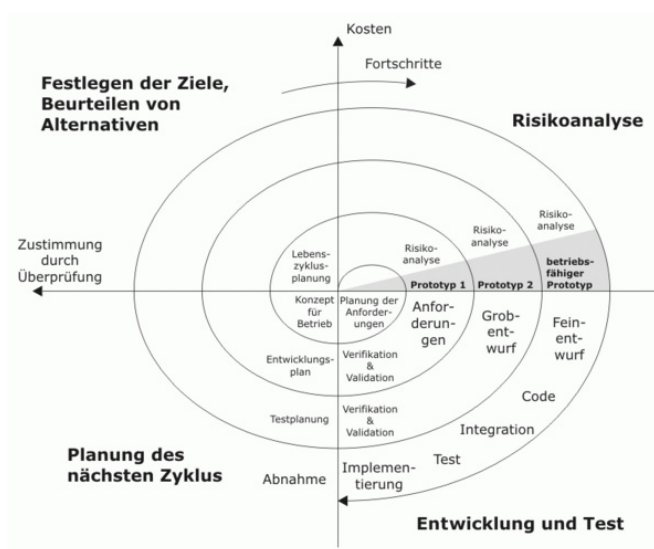 Kosten
Fortschritte
Festlegen der Ziele,
Beurteilen von
Alternativen
Risikoanalyse
Zustimmung
durch
Überprüfung
Lebens-
zyklus-
planung
Risiko-
analyse
Risiko-
analyse
Risiko-
analyse
Prototyp 1
Prototyp 2
betriebs-
fähiger
Prototyp
Konzept
für
Betrieb
Planung der
Anforder-
ungen
Anfor-
derun-
gen
Grob-
ent-
wurf
Fein-
ent-
wurf
Entwicklungs-
plan
Verifikation
&
Validation
Code
Testplanung
Verifikation
&
Validation
Integration
Test
Planung des
nächsten Zyklus
Abnahme
Implemen-
tierung
Entwicklung und Test